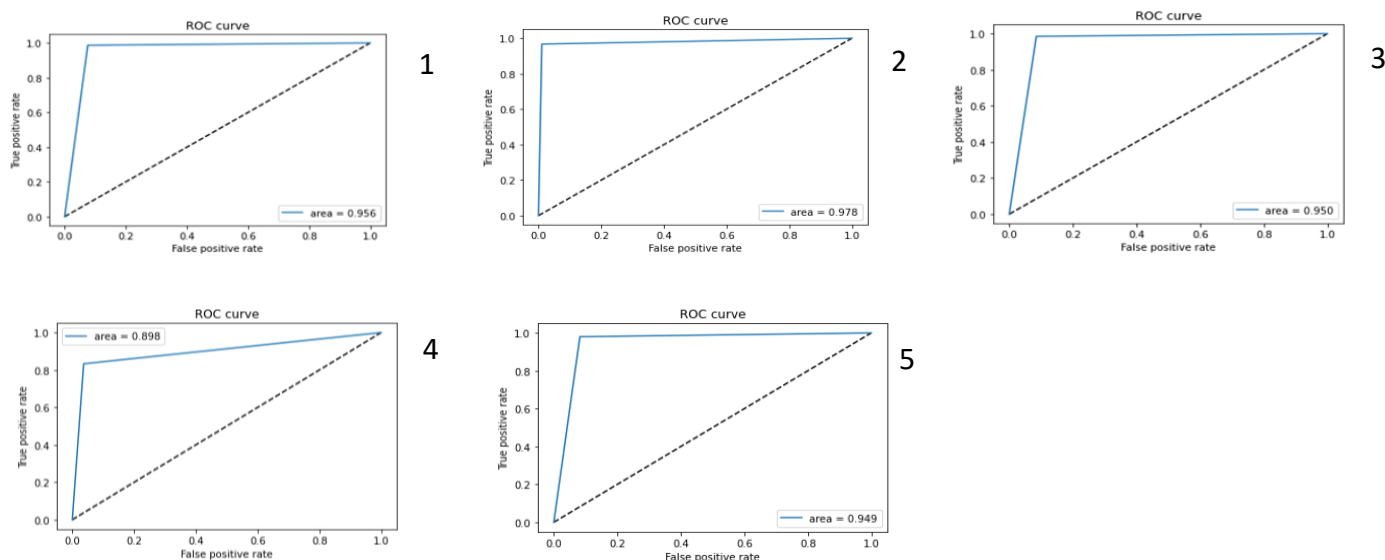 ROC curve
1.0
0.8
0.6
0.4
0.2
0.0
True positive rate
area = 0.956
0.0 0.2 0.4 0.6 0.8 1.0
False positive rate
1
ROC curve
1.0
0.8
0.6
0.4
0.2
0.0
True positive rate
area = 0.978
0.0 0.2 0.4 0.6 0.8 1.0
False positive rate
2
ROC curve
1.0
0.8
0.6
0.4
0.2
0.0
True positive rate
area = 0.950
0.0 0.2 0.4 0.6 0.8 1.0
False positive rate
3
ROC curve
1.0
0.8
0.6
0.4
0.2
0.0
True positive rate
area = 0.898
0.0 0.2 0.4 0.6 0.8 1.0
False positive rate
4
ROC curve
1.0
0.8
0.6
0.4
0.2
0.0
True positive rate
area = 0.949
0.0 0.2 0.4 0.6 0.8 1.0
False positive rate
5